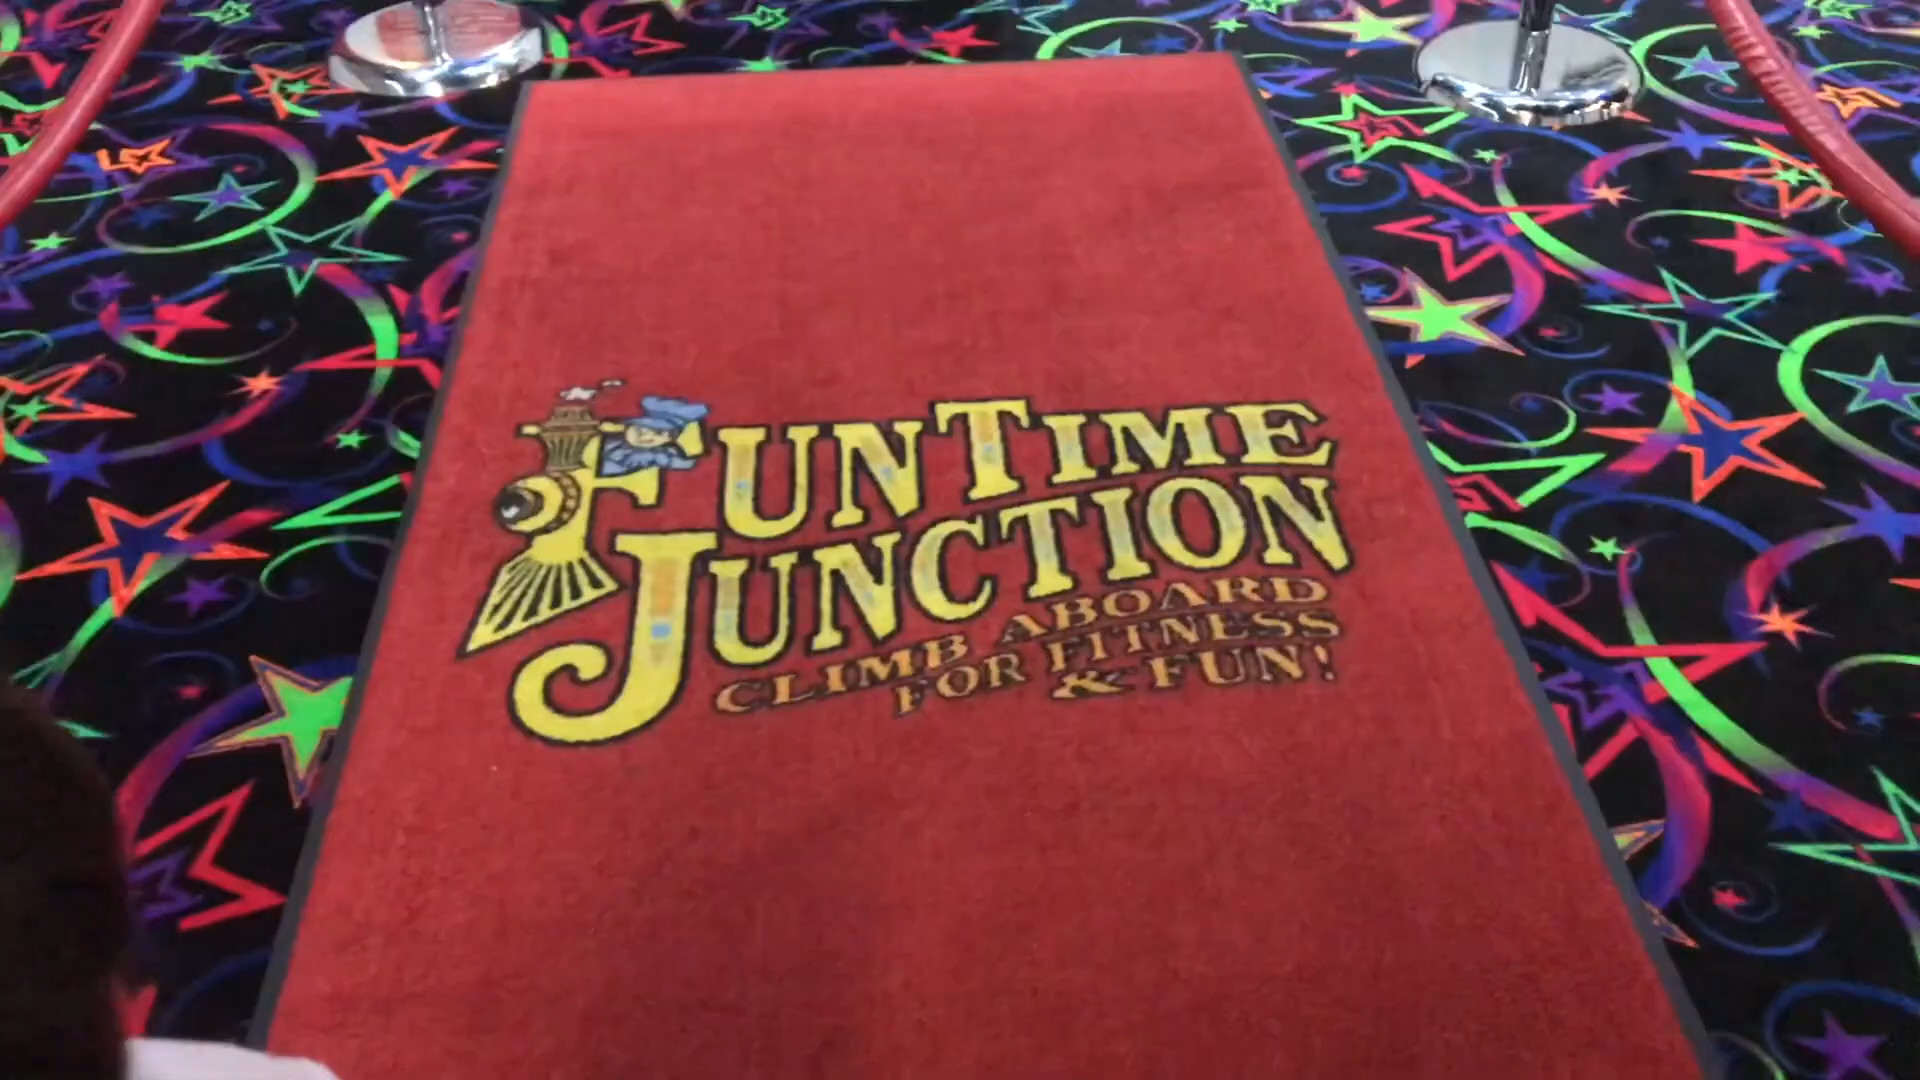 FUNTIME
JUNCTION
CLIMB ABOARD
FOR FITNESS
& FUN!